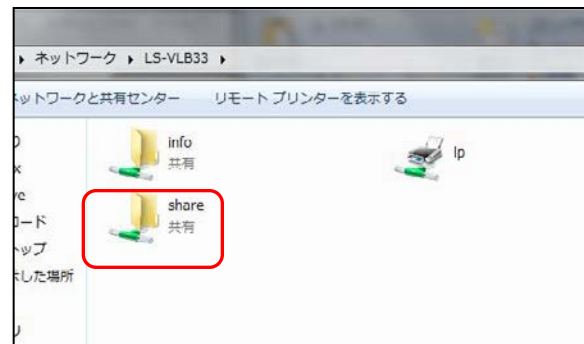 ネットワーク ▸ LS-VLB33 ▸
ットワークと共有センター リモート プリンターを表示する
info
共有
lp
share
共有
ード
トップ
した場所